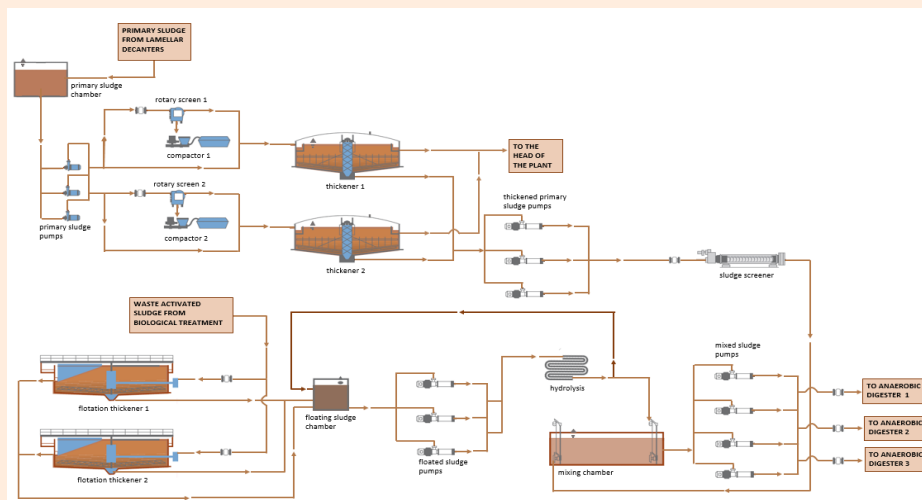 PRIMARY SLUDGE
FROM LAMELLAR
DECANTERS
primary sludge
chamber
rotary screen 1
compactor 1
rotary screen 2
compactor 2
primary sludge
pumps
thickener 1
thickener 2
TO THE
HEAD OF
THE PLANT
thickened primary
sludge pumps
sludge screener
WASTE ACTIVATED
SLUDGE FROM
BIOLOGICAL TREATMENT
flotation thickener 1
flotation thickener 2
floating sludge
chamber
floated sludge
pumps
hydrolysis
mixing chamber
mixed sludge
pumps
TO ANAEROBIC
DIGESTER 1
TO ANAEROBIC
DIGESTER 2
TO ANAEROBIC
DIGESTER 3